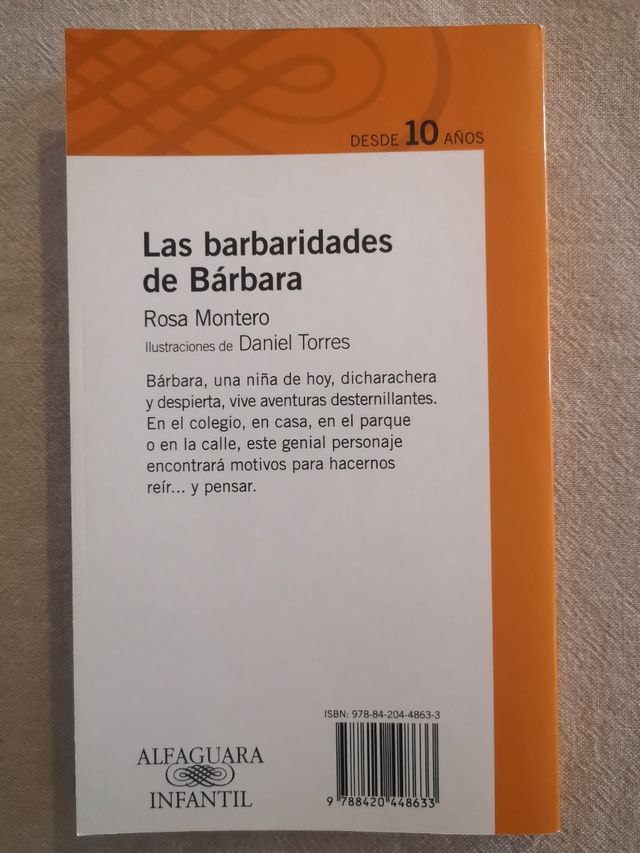 DESDE 10 AÑOS
Las barbaridades
de Bárbara
Rosa Montero
Ilustraciones de Daniel Torres
Bárbara, una niña de hoy, dicharachera
y despierta, vive aventuras desternillantes.
En el colegio, en casa, en el parque
o en la calle, este genial personaje
encontrará motivos para hacernos
reír... y pensar.
ISBN: 978-84-204-4863-3
ALFAGUARA
INFANTIL
9 788420 448633